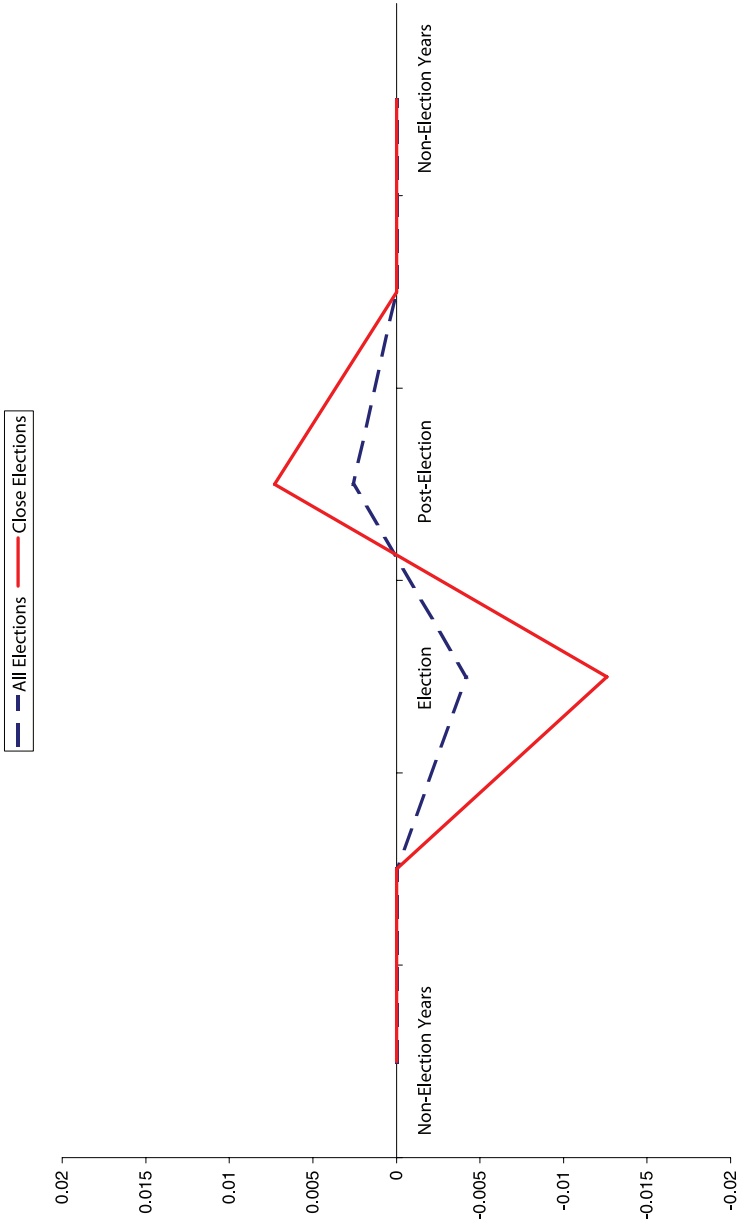 All Elections
Close Elections
0.02
0.015
0.01
0.005
0
-0.005
-0.01
-0.015
-0.02
Non-Election Years
Election
Post-Election
Non-Election Years